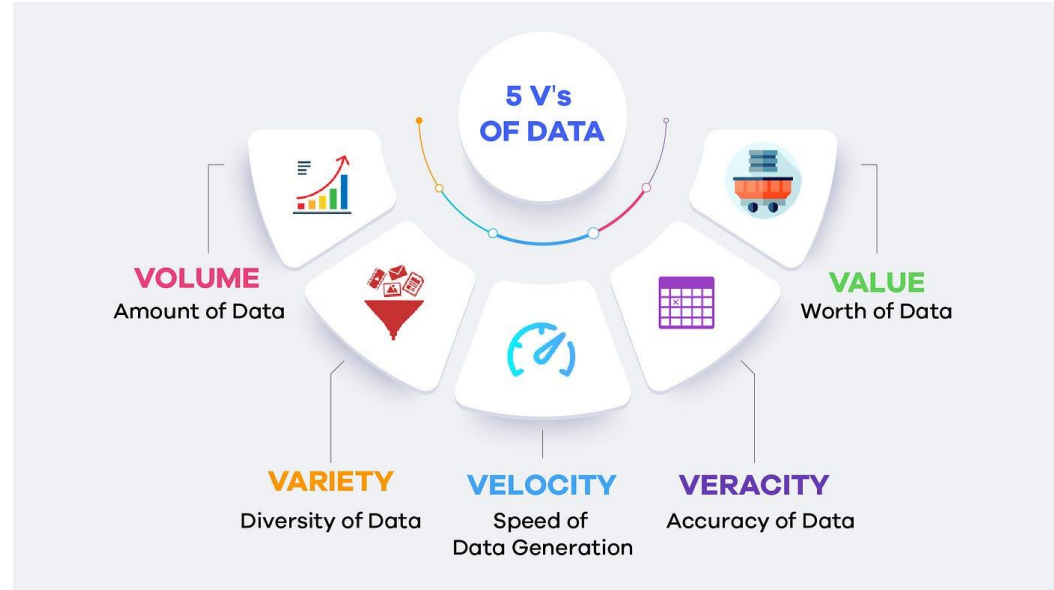 5 V's
OF DATA
VOLUME
Amount of Data
VARIETY
Diversity of Data
VELOCITY
Speed of
Data Generation
VERACITY
Accuracy of Data
VALUE
Worth of Data